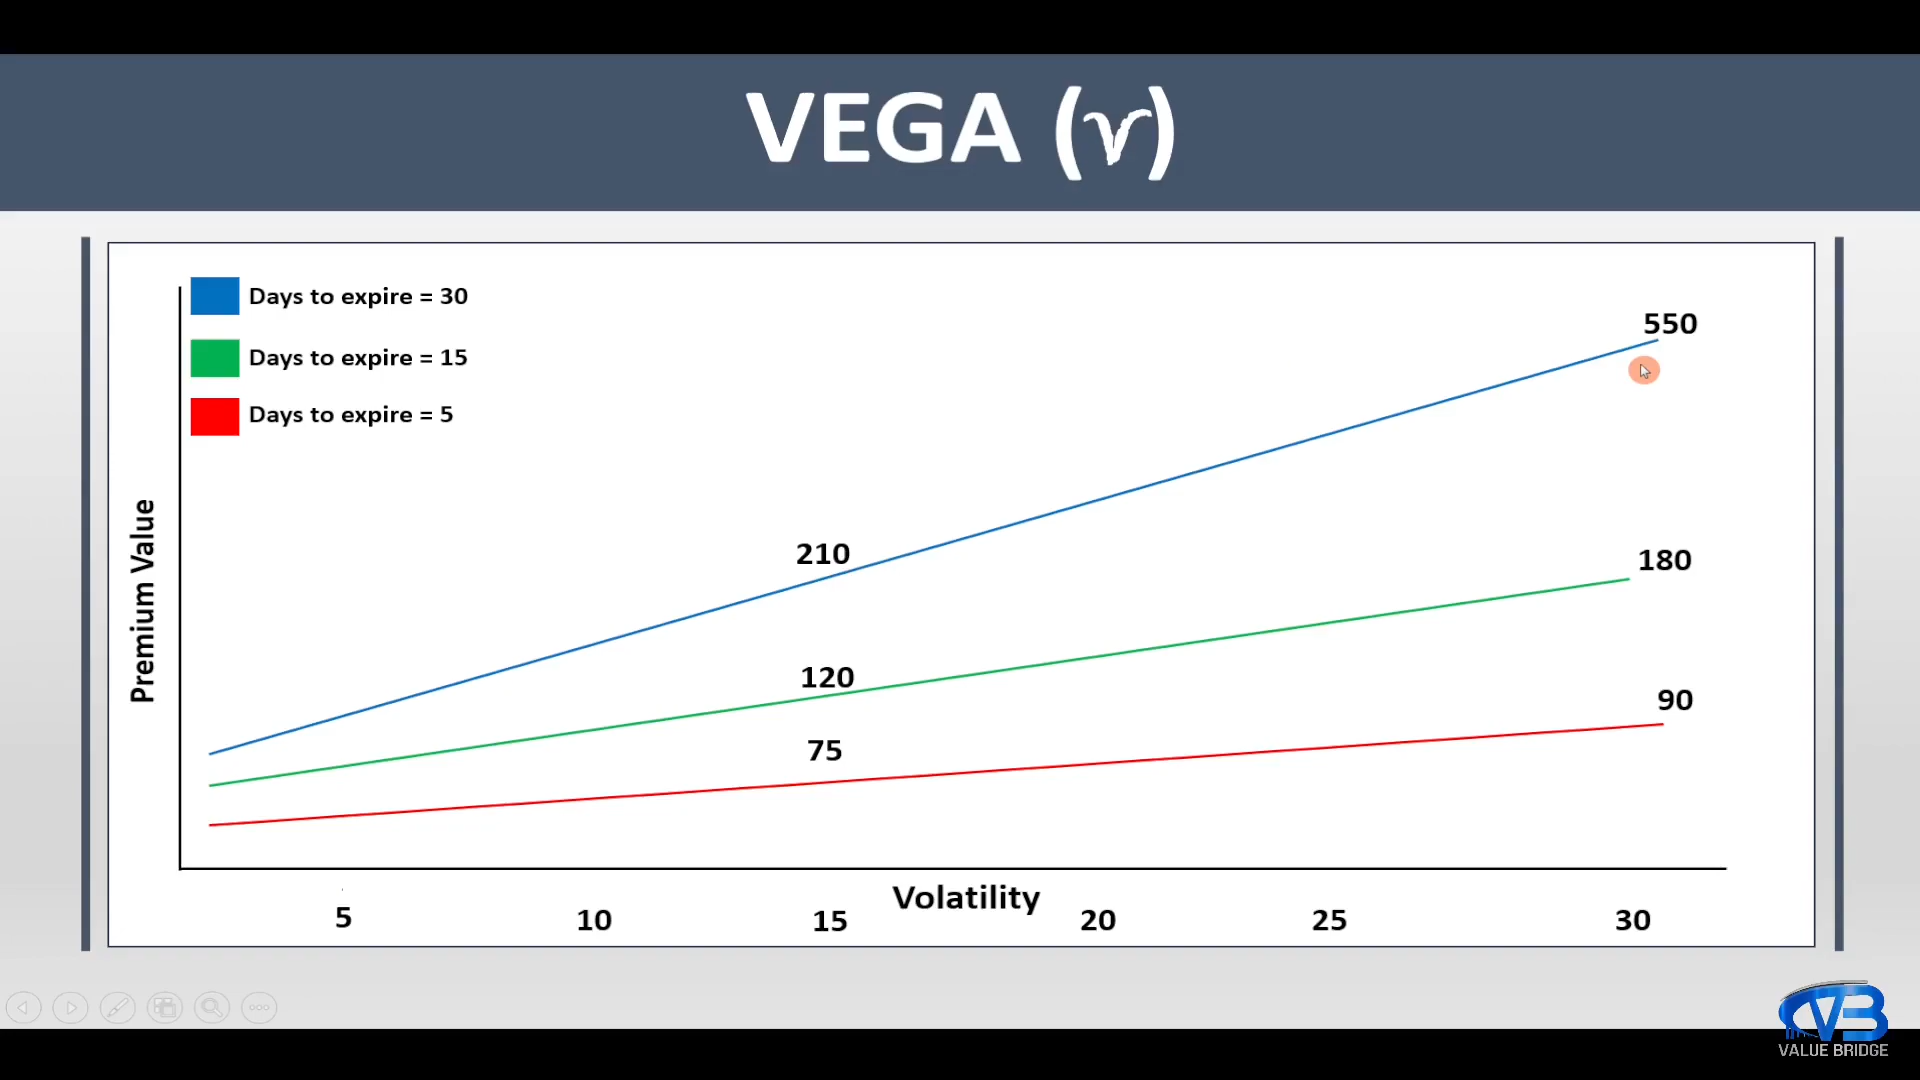 VEGA (𝓥)
Days to expire = 30
Days to expire = 15
Days to expire = 5
550
210
180
120
90
75
Premium Value
Volatility
5 10 15 20 25 30
VALUE BRIDGE